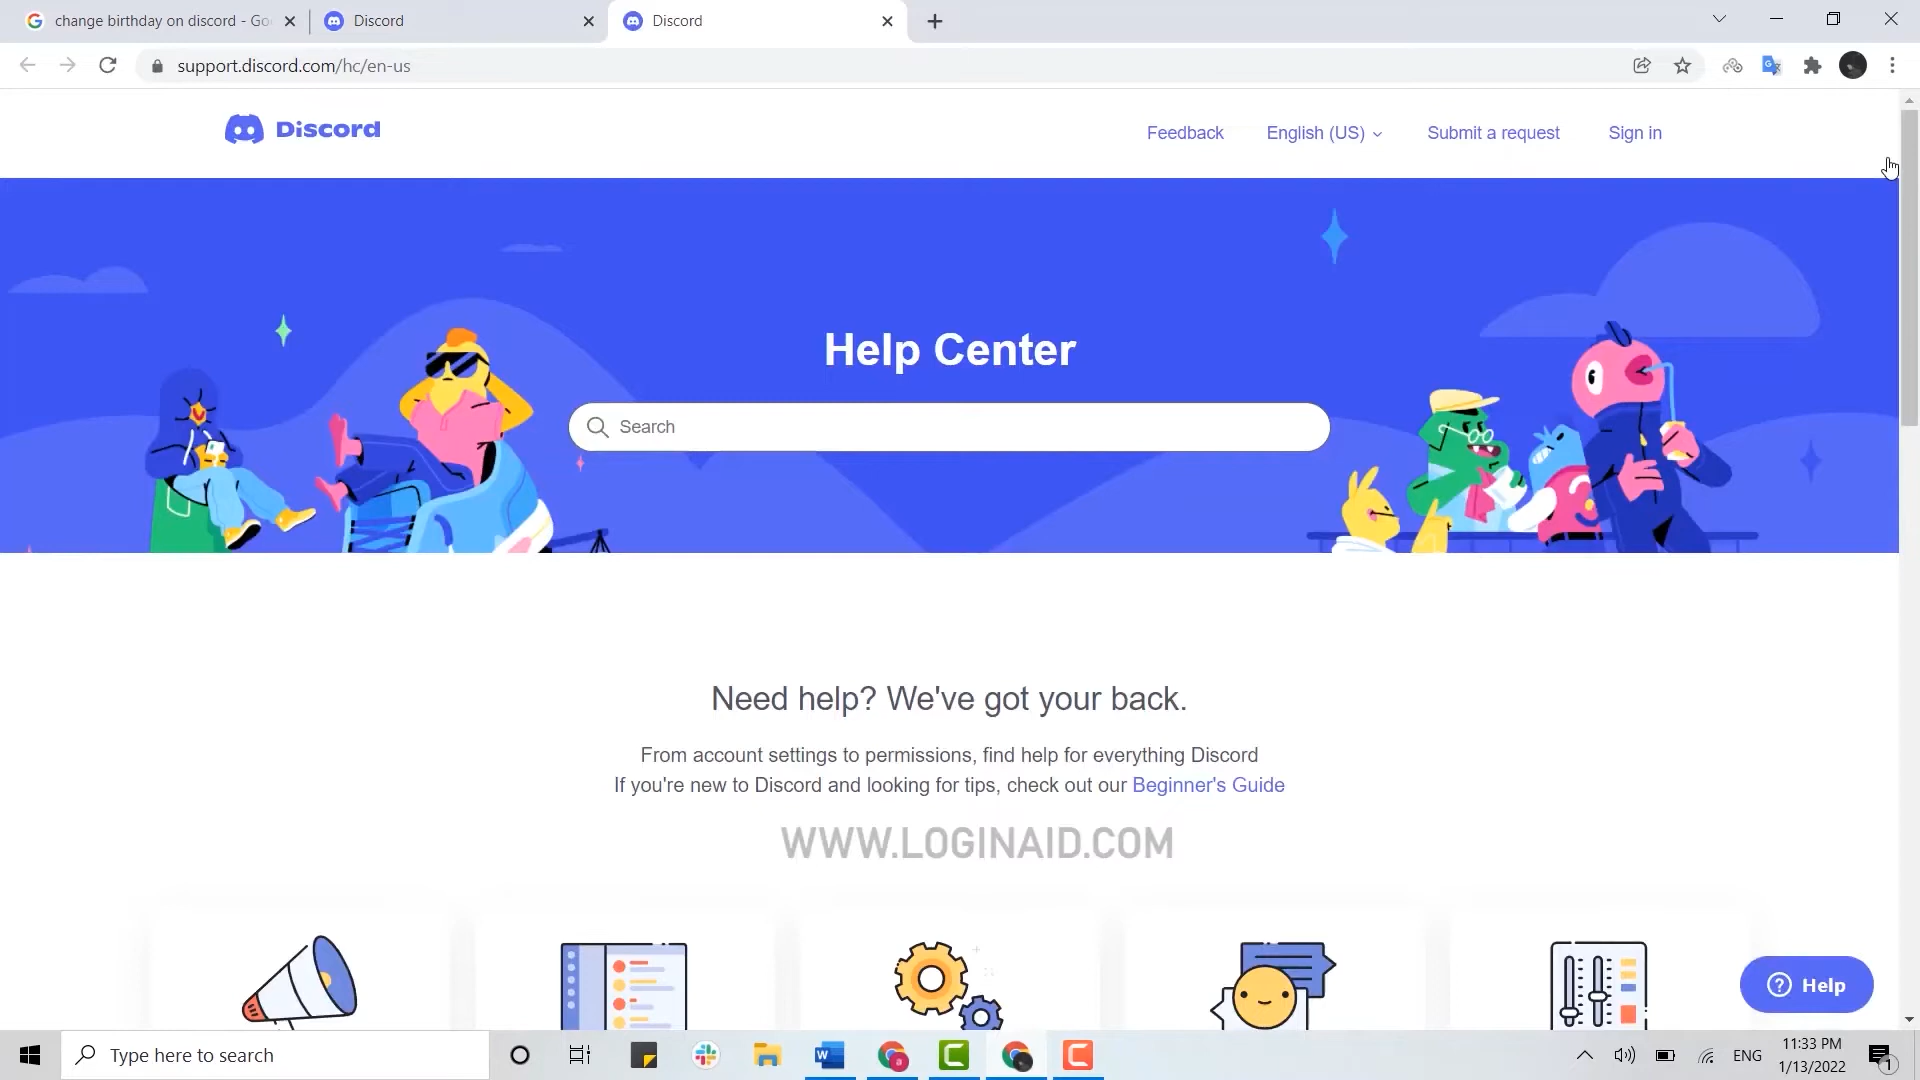 change birthday on discord - Go
Discord
Discord
support.discord.com/hc/en-us
Discord
Feedback
English (US)
Submit a request
Sign in
Help Center
Search
Need help? We've got your back.
From account settings to permissions, find help for everything Discord
If you're new to Discord and looking for tips, check out our Beginner's Guide
WWW.LOGINAID.COM
? Help
Type here to search
ENG
11:33 PM
1/13/2022
1